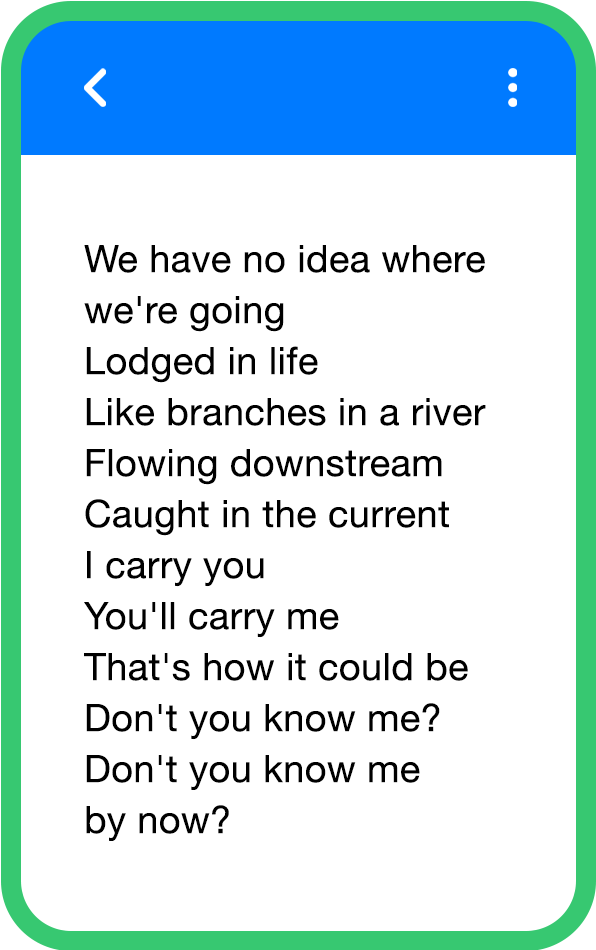 We have no idea where
we're going
Lodged in life
Like branches in a river
Flowing downstream
Caught in the current
I carry you
You'll carry me
That's how it could be
Don't you know me?
Don't you know me
by now?